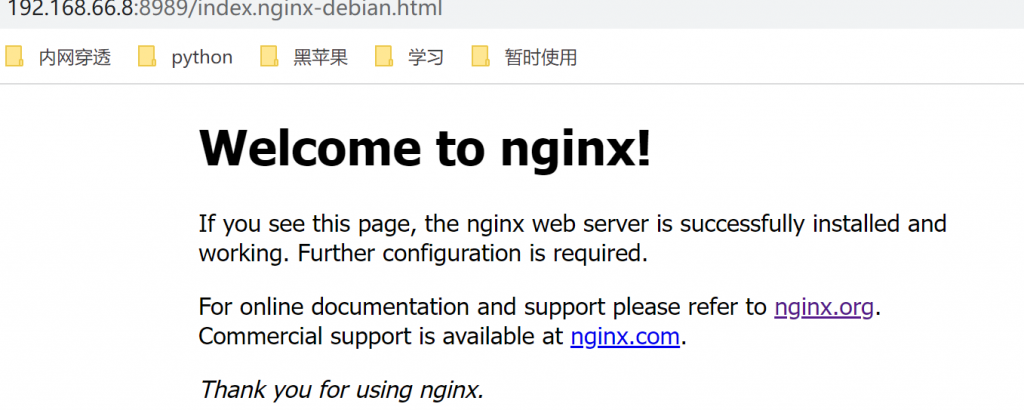 192.168.66.8:8989/index.nginx-debian.html
内网穿透 python 黑苹果 学习 暂时使用
Welcome to nginx!
If you see this page, the nginx web server is successfully installed and
working. Further configuration is required.
For online documentation and support please refer to nginx.org.
Commercial support is available at nginx.com.
Thank you for using nginx.